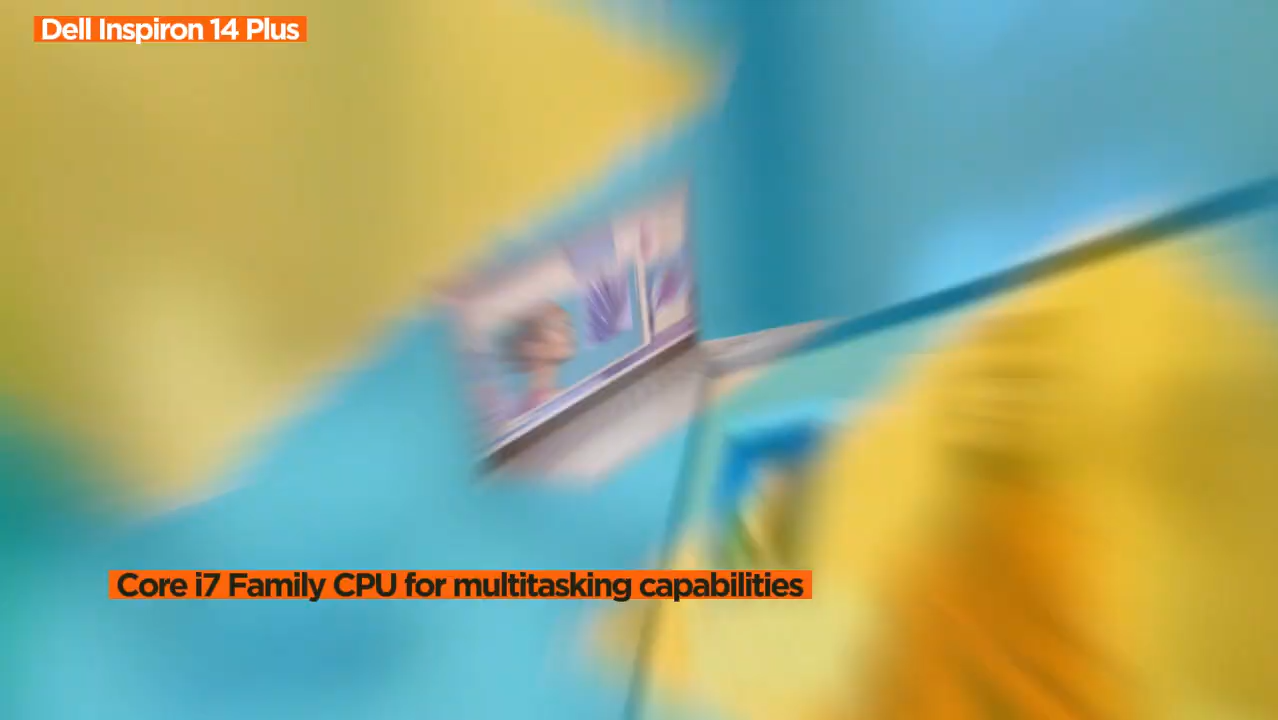 Dell Inspiron 14 Plus
Core i7 Family CPU for multitasking capabilities